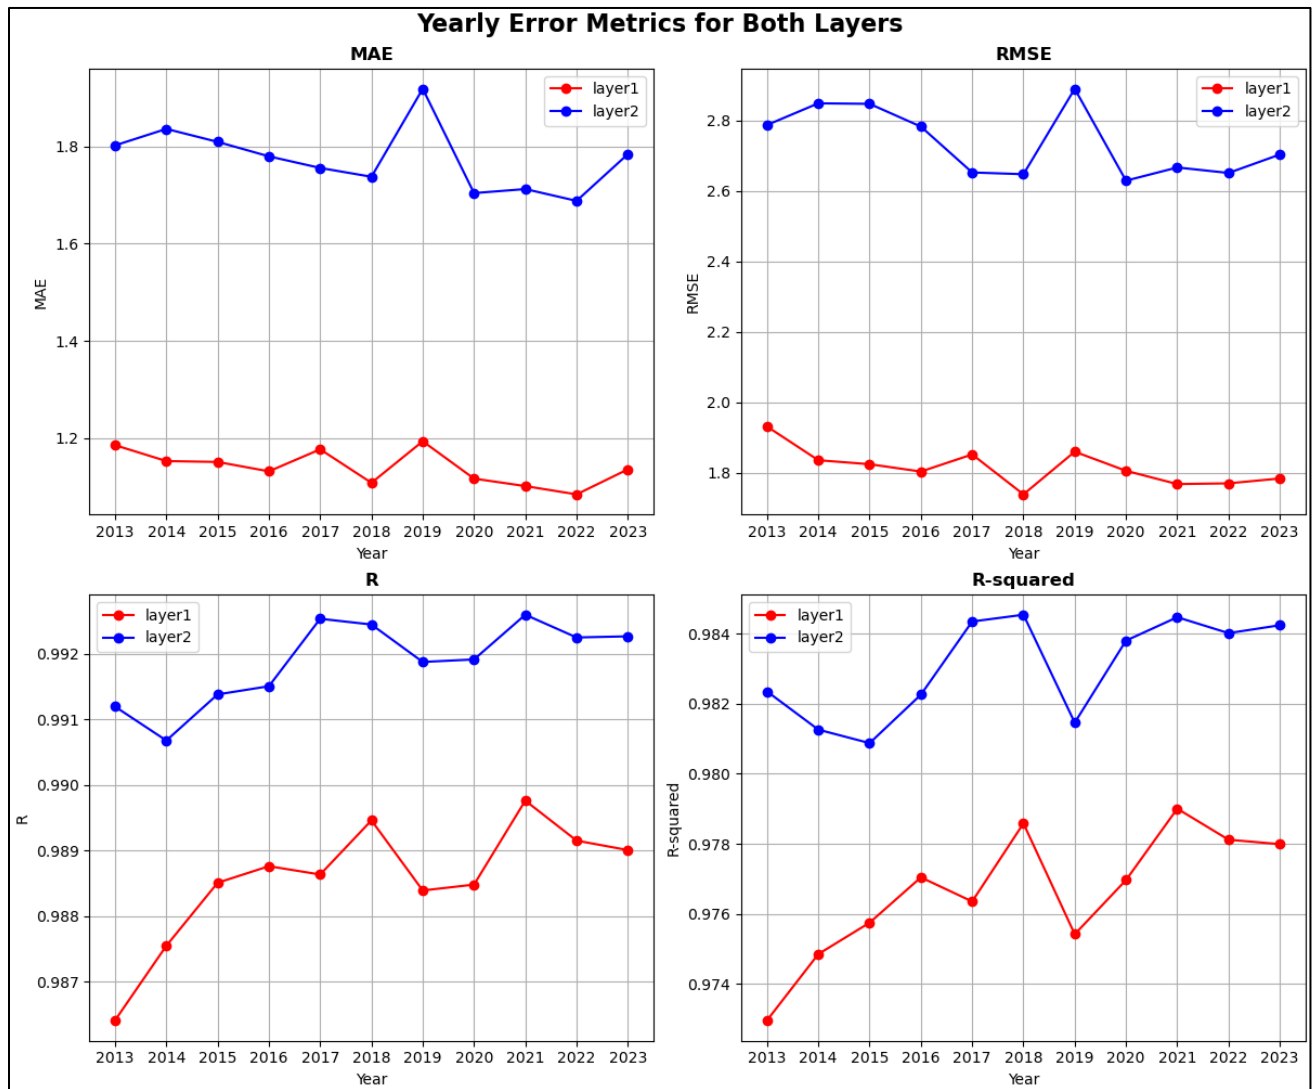 Yearly Error Metrics for Both Layers
MAE
layer1
layer2
1.8
1.6
1.4
1.2
MAE
2013 2014 2015 2016 2017 2018 2019 2020 2021 2022 2023
Year
RMSE
layer1
layer2
2.8
2.6
2.4
2.2
2.0
1.8
RMSE
2013 2014 2015 2016 2017 2018 2019 2020 2021 2022 2023
Year
R
layer1
layer2
0.992
0.991
0.990
0.989
0.988
0.987
R
2013 2014 2015 2016 2017 2018 2019 2020 2021 2022 2023
Year
R-squared
layer1
layer2
0.984
0.982
0.980
0.978
0.976
0.974
R-squared
2013 2014 2015 2016 2017 2018 2019 2020 2021 2022 2023
Year